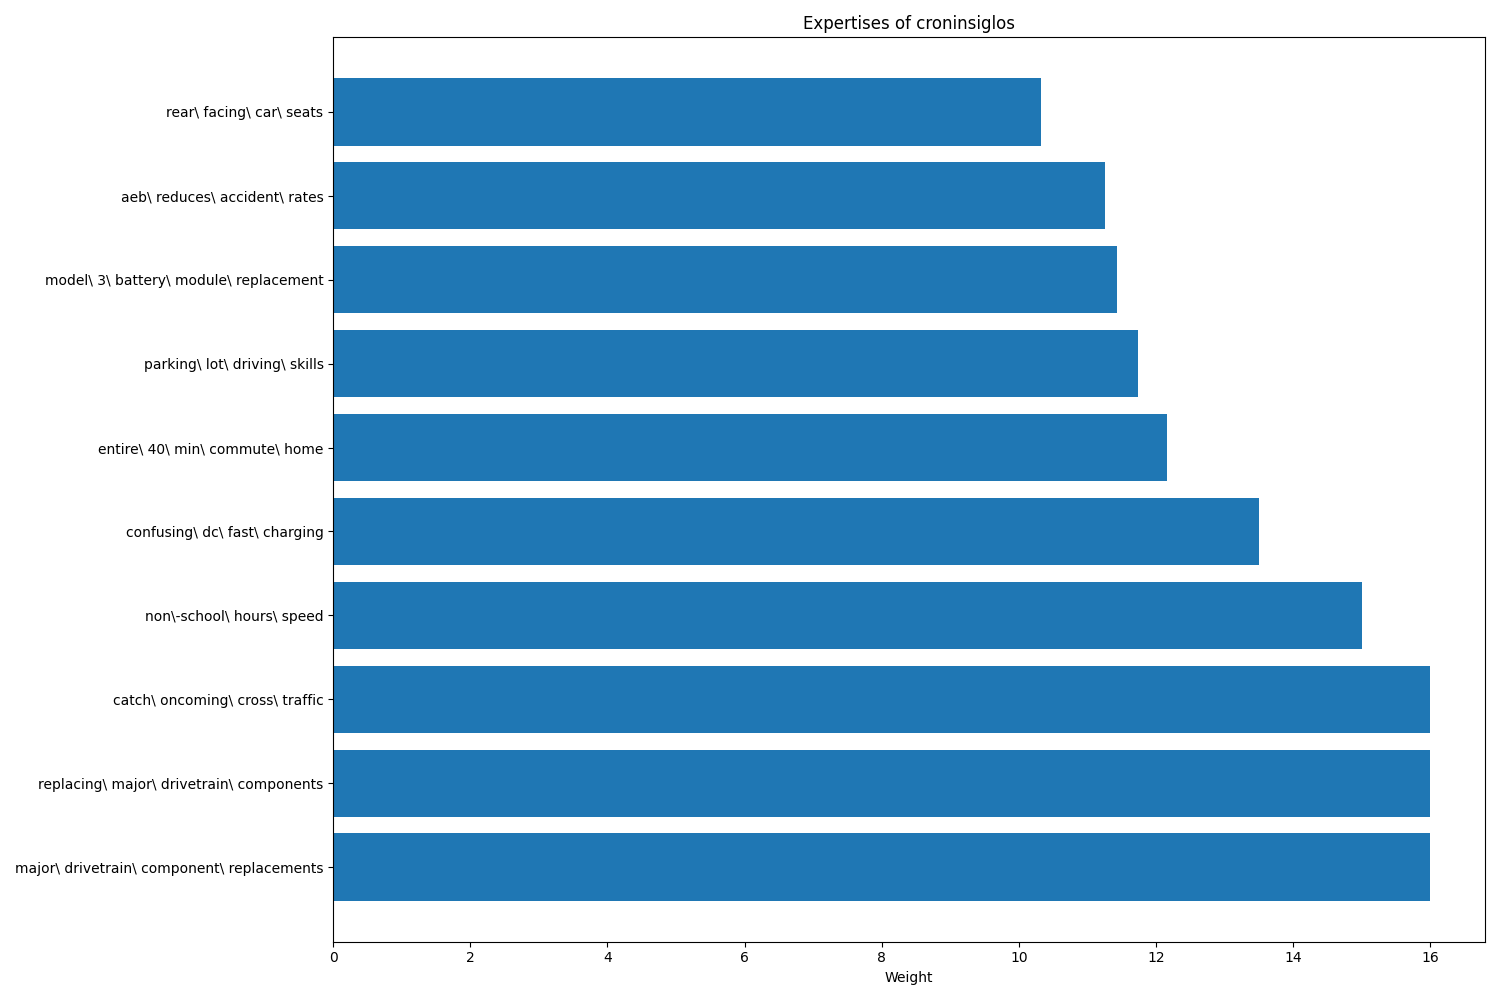 Expertises of croninsiglos
rear\ facing\ car\ seats
aeb\ reduces\ accident\ rates
model\ 3\ battery\ module\ replacement
parking\ lot\ driving\ skills
entire\ 40\ min\ commute\ home
confusing\ dc\ fast\ charging
non\-school\ hours\ speed
catch\ oncoming\ cross\ traffic
replacing\ major\ drivetrain\ components
major\ drivetrain\ component\ replacements
0 2 4 6 8 10 12 14 16
Weight